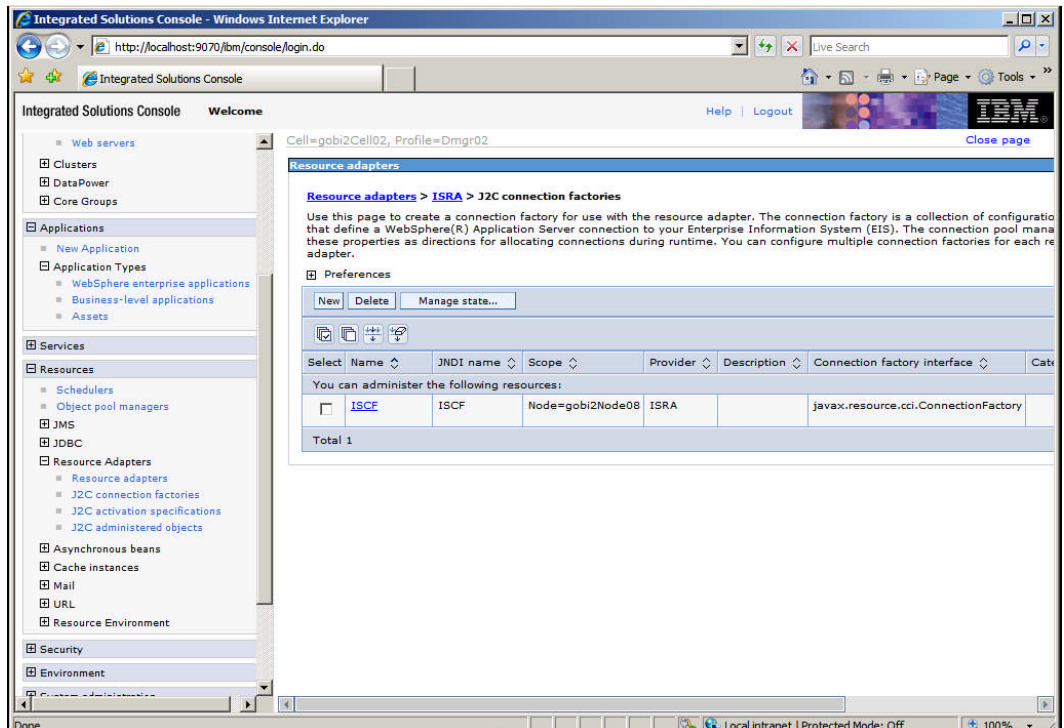 Integrated Solutions Console - Windows Internet Explorer
http://localhost:9070/ibm/console/login.do
Live Search
Integrated Solutions Console
Page
Tools
Integrated Solutions Console Welcome
Help | Logout
IBM
Web servers
Clusters
DataPower
Core Groups
Applications
New Application
Application Types
WebSphere enterprise applications
Business-level applications
Assets
Services
Resources
Schedulers
Object pool managers
JMS
JDBC
Resource Adapters
Resource adapters
J2C connection factories
J2C activation specifications
J2C administered objects
Asynchronous beans
Cache instances
Mail
URL
Resource Environment
Security
Environment
System administration
Cell=gobi2Cell02, Profile=Dmgr02
Close page
Resource adapters
Resource adapters > ISRA > J2C connection factories
Use this page to create a connection factory for use with the resource adapter. The connection factory is a collection of configuratio
that define a WebSphere(R) Application Server connection to your Enterprise Information System (EIS). The connection pool mana
these properties as directions for allocating connections during runtime. You can configure multiple connection factories for each re
adapter.
Preferences
New Delete Manage state...
Select Name JNDI name Scope Provider Description Connection factory interface Cate
You can administer the following resources:
ISCF ISCF Node=gobi2Node08 ISRA javax.resource.cci.ConnectionFactory
Total 1
Done
Local intranet | Protected Mode: Off
100%